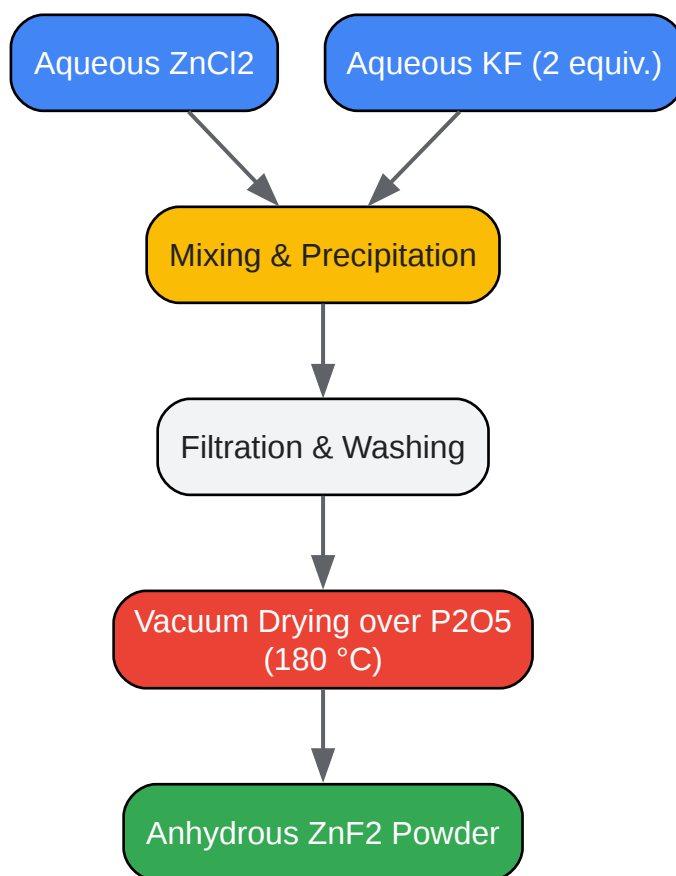 Aqueous ZnCl2
Aqueous KF (2 equiv.)
Mixing & Precipitation
Filtration & Washing
Vacuum Drying over P2O5
(180 °C)
Anhydrous ZnF2 Powder